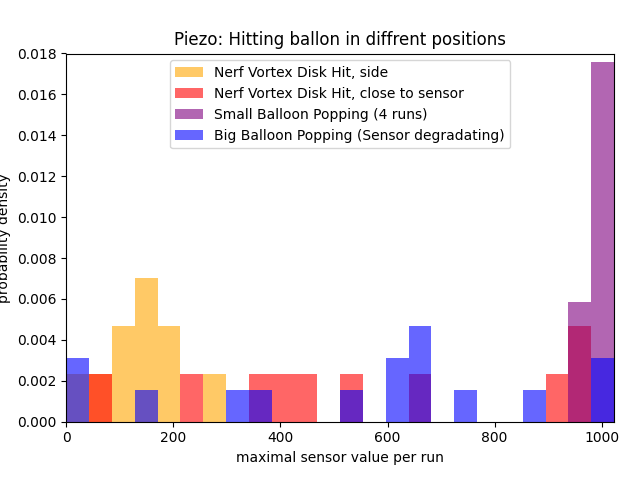 Piezo: Hitting ballon in diffrent positions
Nerf Vortex Disk Hit, side
Nerf Vortex Disk Hit, close to sensor
Small Balloon Popping (4 runs)
Big Balloon Popping (Sensor degradating)
probability density
0.018
0.016
0.014
0.012
0.010
0.008
0.006
0.004
0.002
0.000
0 200 400 600 800 1000
maximal sensor value per run